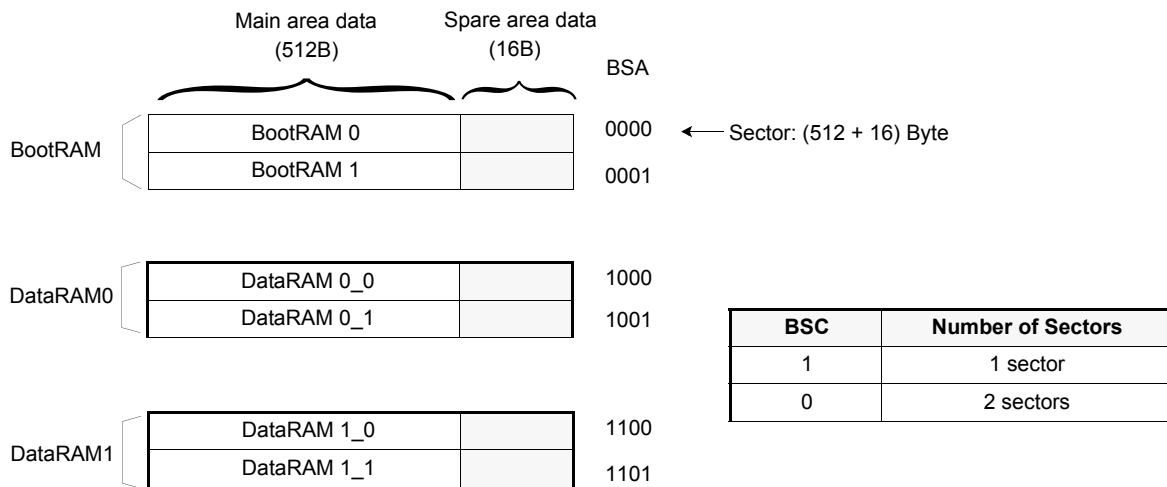 Main area data
(512B)
Spare area data
(16B)
BSA
BootRAM
BootRAM 0
0000
Sector: (512 + 16) Byte
BootRAM 1
0001
DataRAM0
DataRAM 0_0
1000
DataRAM 0_1
1001
BSC Number of Sectors
1 1 sector
0 2 sectors
DataRAM1
DataRAM 1_0
1100
DataRAM 1_1
1101